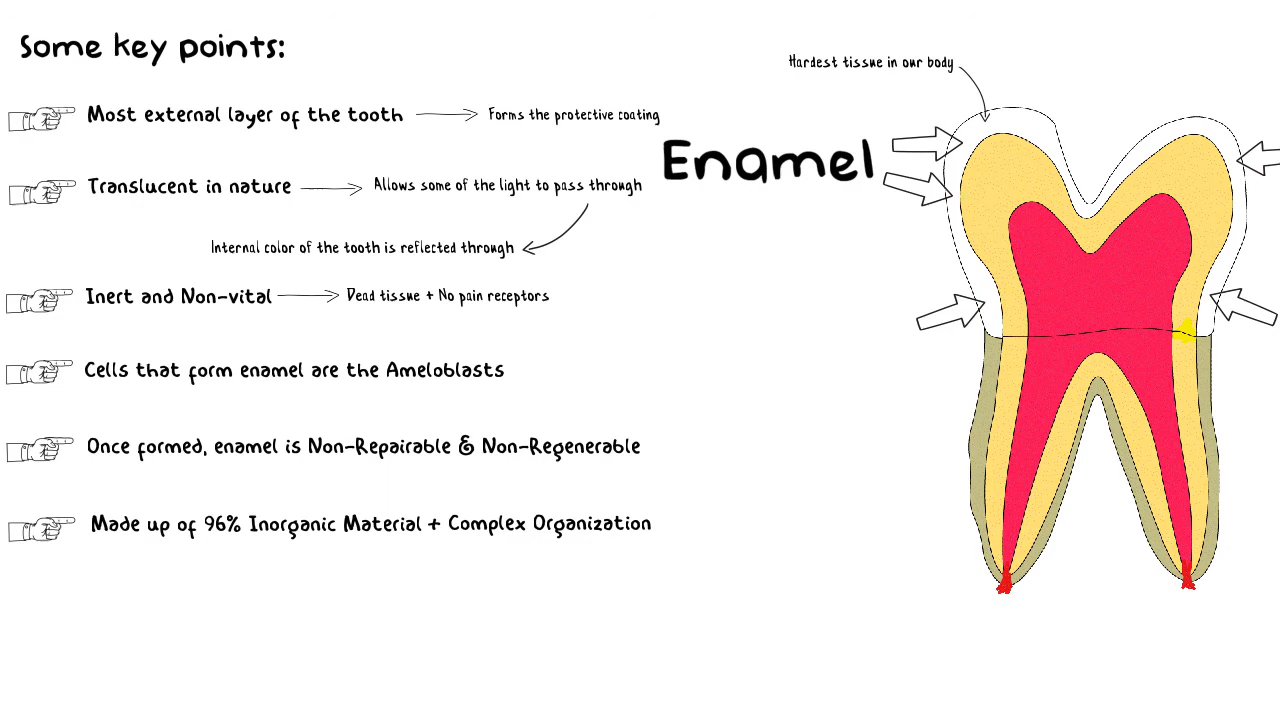 Some key points:
Most external layer of the tooth
Forms the protective coating
Translucent in nature
Allows some of the light to pass through
Internal color of the tooth is reflected through
Inert and Non-vital
Dead tissue + No pain receptors
Cells that form enamel are the Ameloblasts
Once formed, enamel is Non-Repairable & Non-Regenerable
Made up of 96% Inorganic Material + Complex Organization
Hardest tissue in our body
Enamel